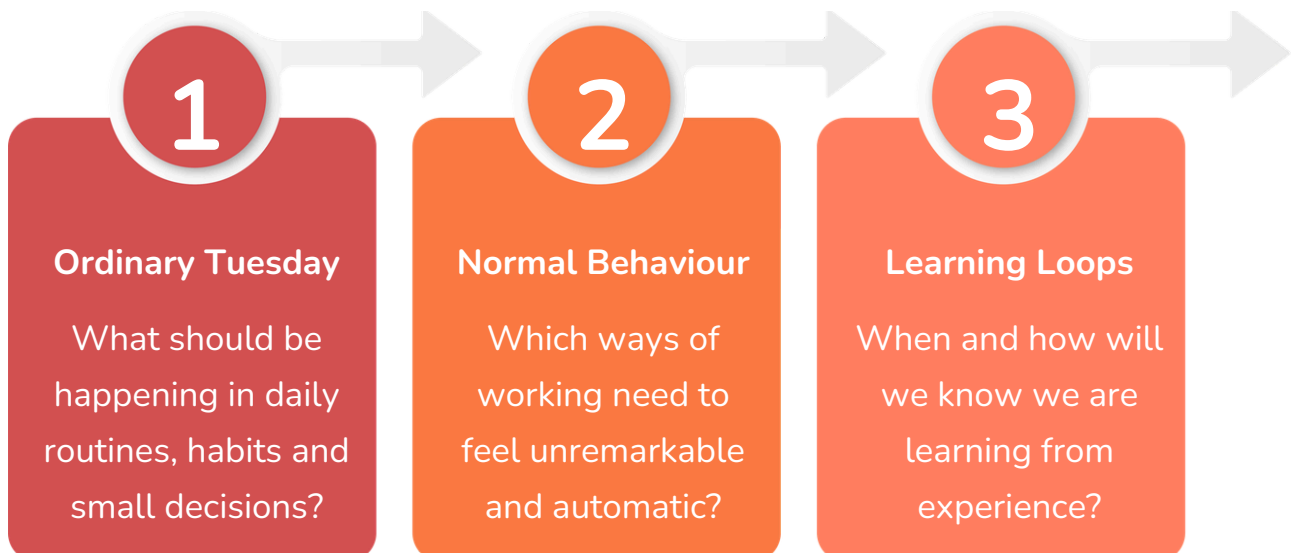 1
Ordinary Tuesday
What should be
happening in daily
routines, habits and
small decisions?
2
Normal Behaviour
Which ways of
working need to
feel unremarkable
and automatic?
3
Learning Loops
When and how will
we know we are
learning from
experience?